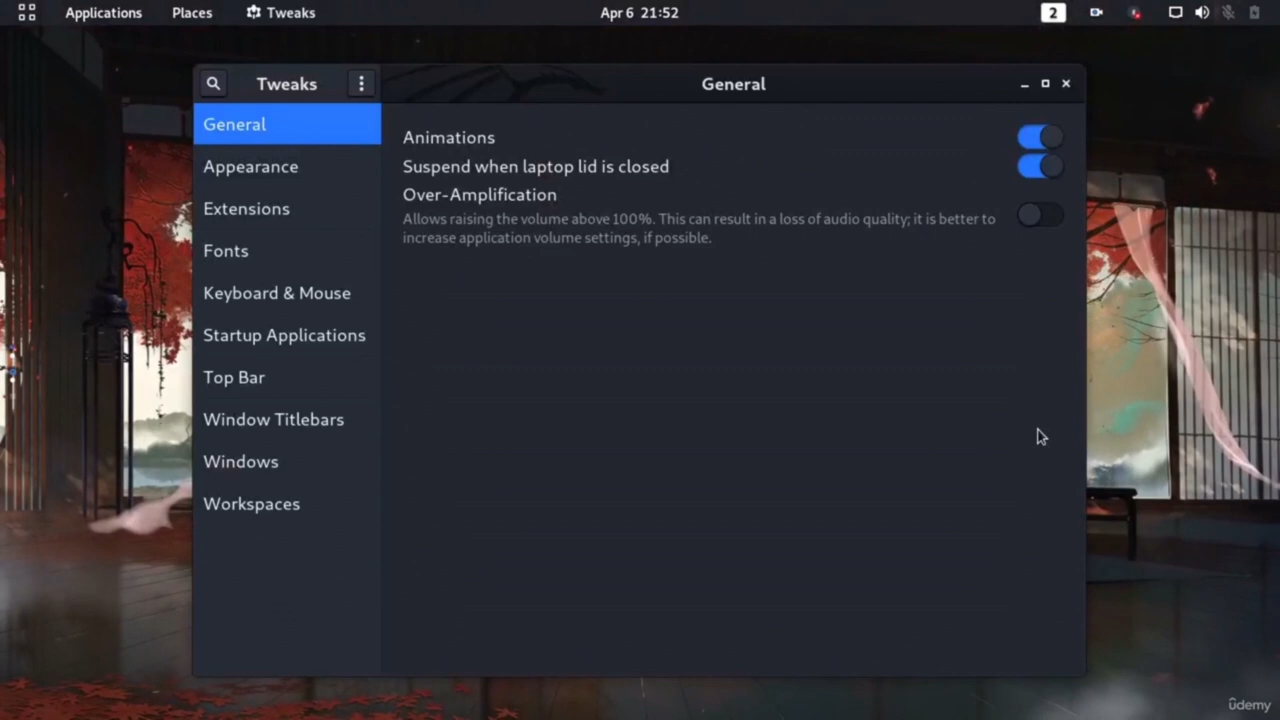 Applications Places Tweaks Apr 6 21:52 2
Tweaks General
General
Appearance
Extensions
Fonts
Keyboard & Mouse
Startup Applications
Top Bar
Window Titlebars
Windows
Workspaces
Animations
Suspend when laptop lid is closed
Over-Amplification
Allows raising the volume above 100%. This can result in a loss of audio quality; it is better to
increase application volume settings, if possible.
ûdemy